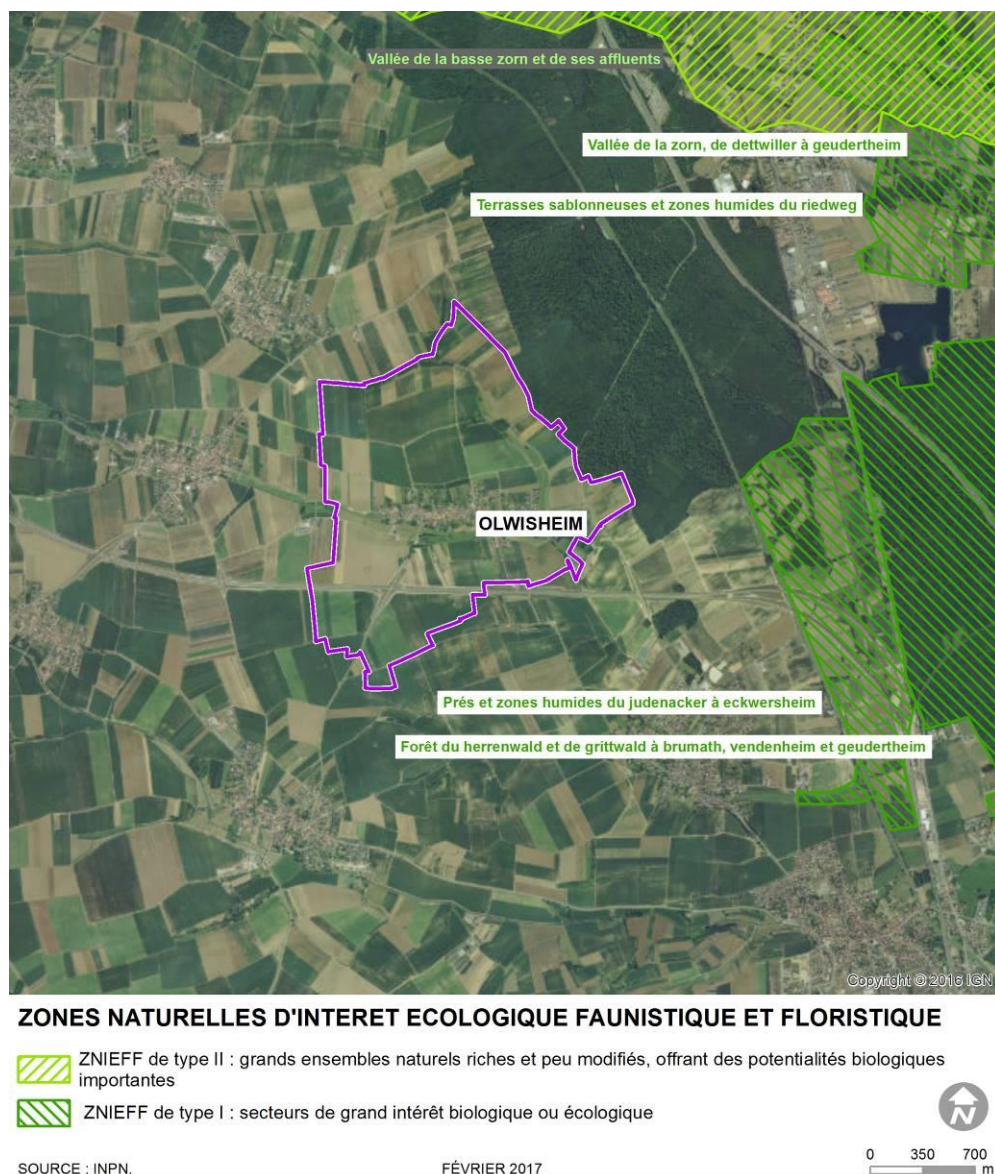 Vallée de la basse zorn et de ses affluents
Vallée de la zorn, de dettwiller à geudertheim
Terrasses sablonneuses et zones humides du riedweg
OLWISHEIM
Prés et zones humides du judenacker à eckwersheim
Forêt du herrenwald et de grittwald à brumath, vendenheim et geudertheim
Copyright © 2016 IGN
ZONES NATURELLES D'INTERET ECOLOGIQUE FAUNISTIQUE ET FLORISTIQUE
ZNIEFF de type II : grands ensembles naturels riches et peu modifiés, offrant des potentialités biologiques
importantes
ZNIEFF de type I : secteurs de grand intérêt biologique ou écologique
N
SOURCE : INPN.
FÉVRIER 2017
0 350 700
m